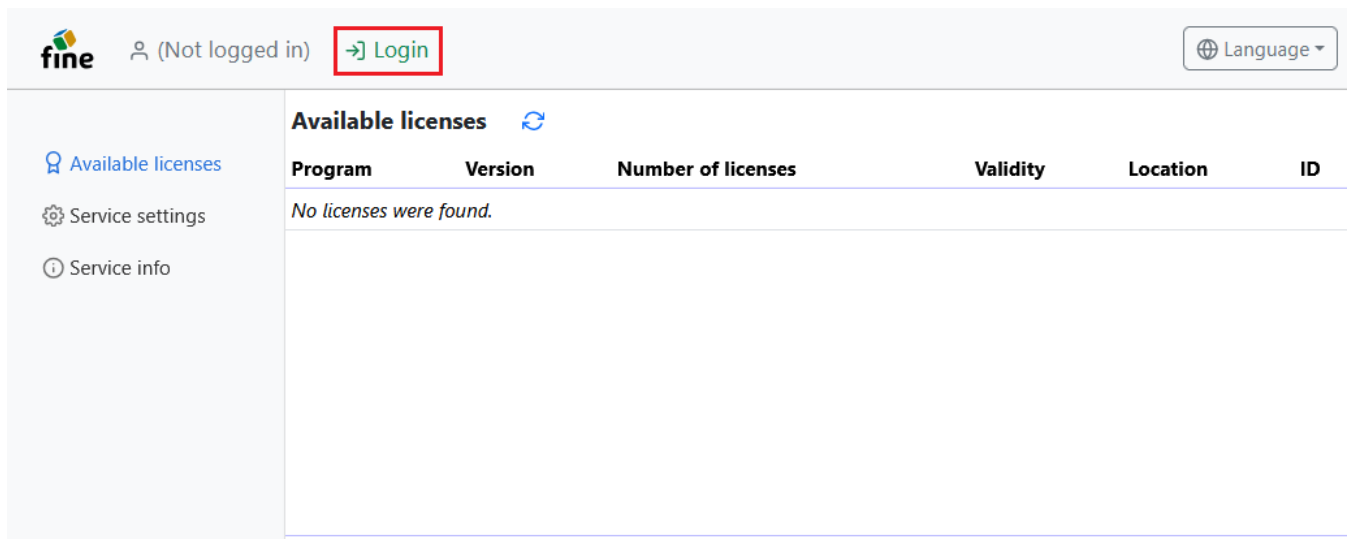 fine (Not logged in) Login Language
Available licenses
Available licenses
Service settings
Service info
Program Version Number of licenses Validity Location ID
No licenses were found.